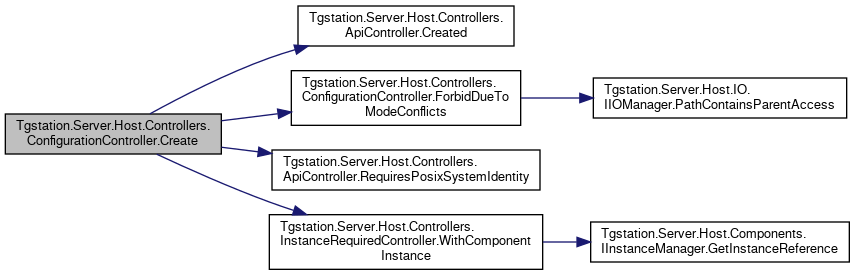 Tgstation.Server.Host.Controllers.
ApiController.Created
Tgstation.Server.Host.Controllers.
ConfigurationController.ForbidDueTo
ModeConflicts
Tgstation.Server.Host.IO.
IIOManager.PathContainsParentAccess
Tgstation.Server.Host.Controllers.
ConfigurationController.Create
Tgstation.Server.Host.Controllers.
ApiController.RequiresPosixSystemIdentity
Tgstation.Server.Host.Controllers.
InstanceRequiredController.WithComponent
Instance
Tgstation.Server.Host.Components.
IInstanceManager.GetInstanceReference